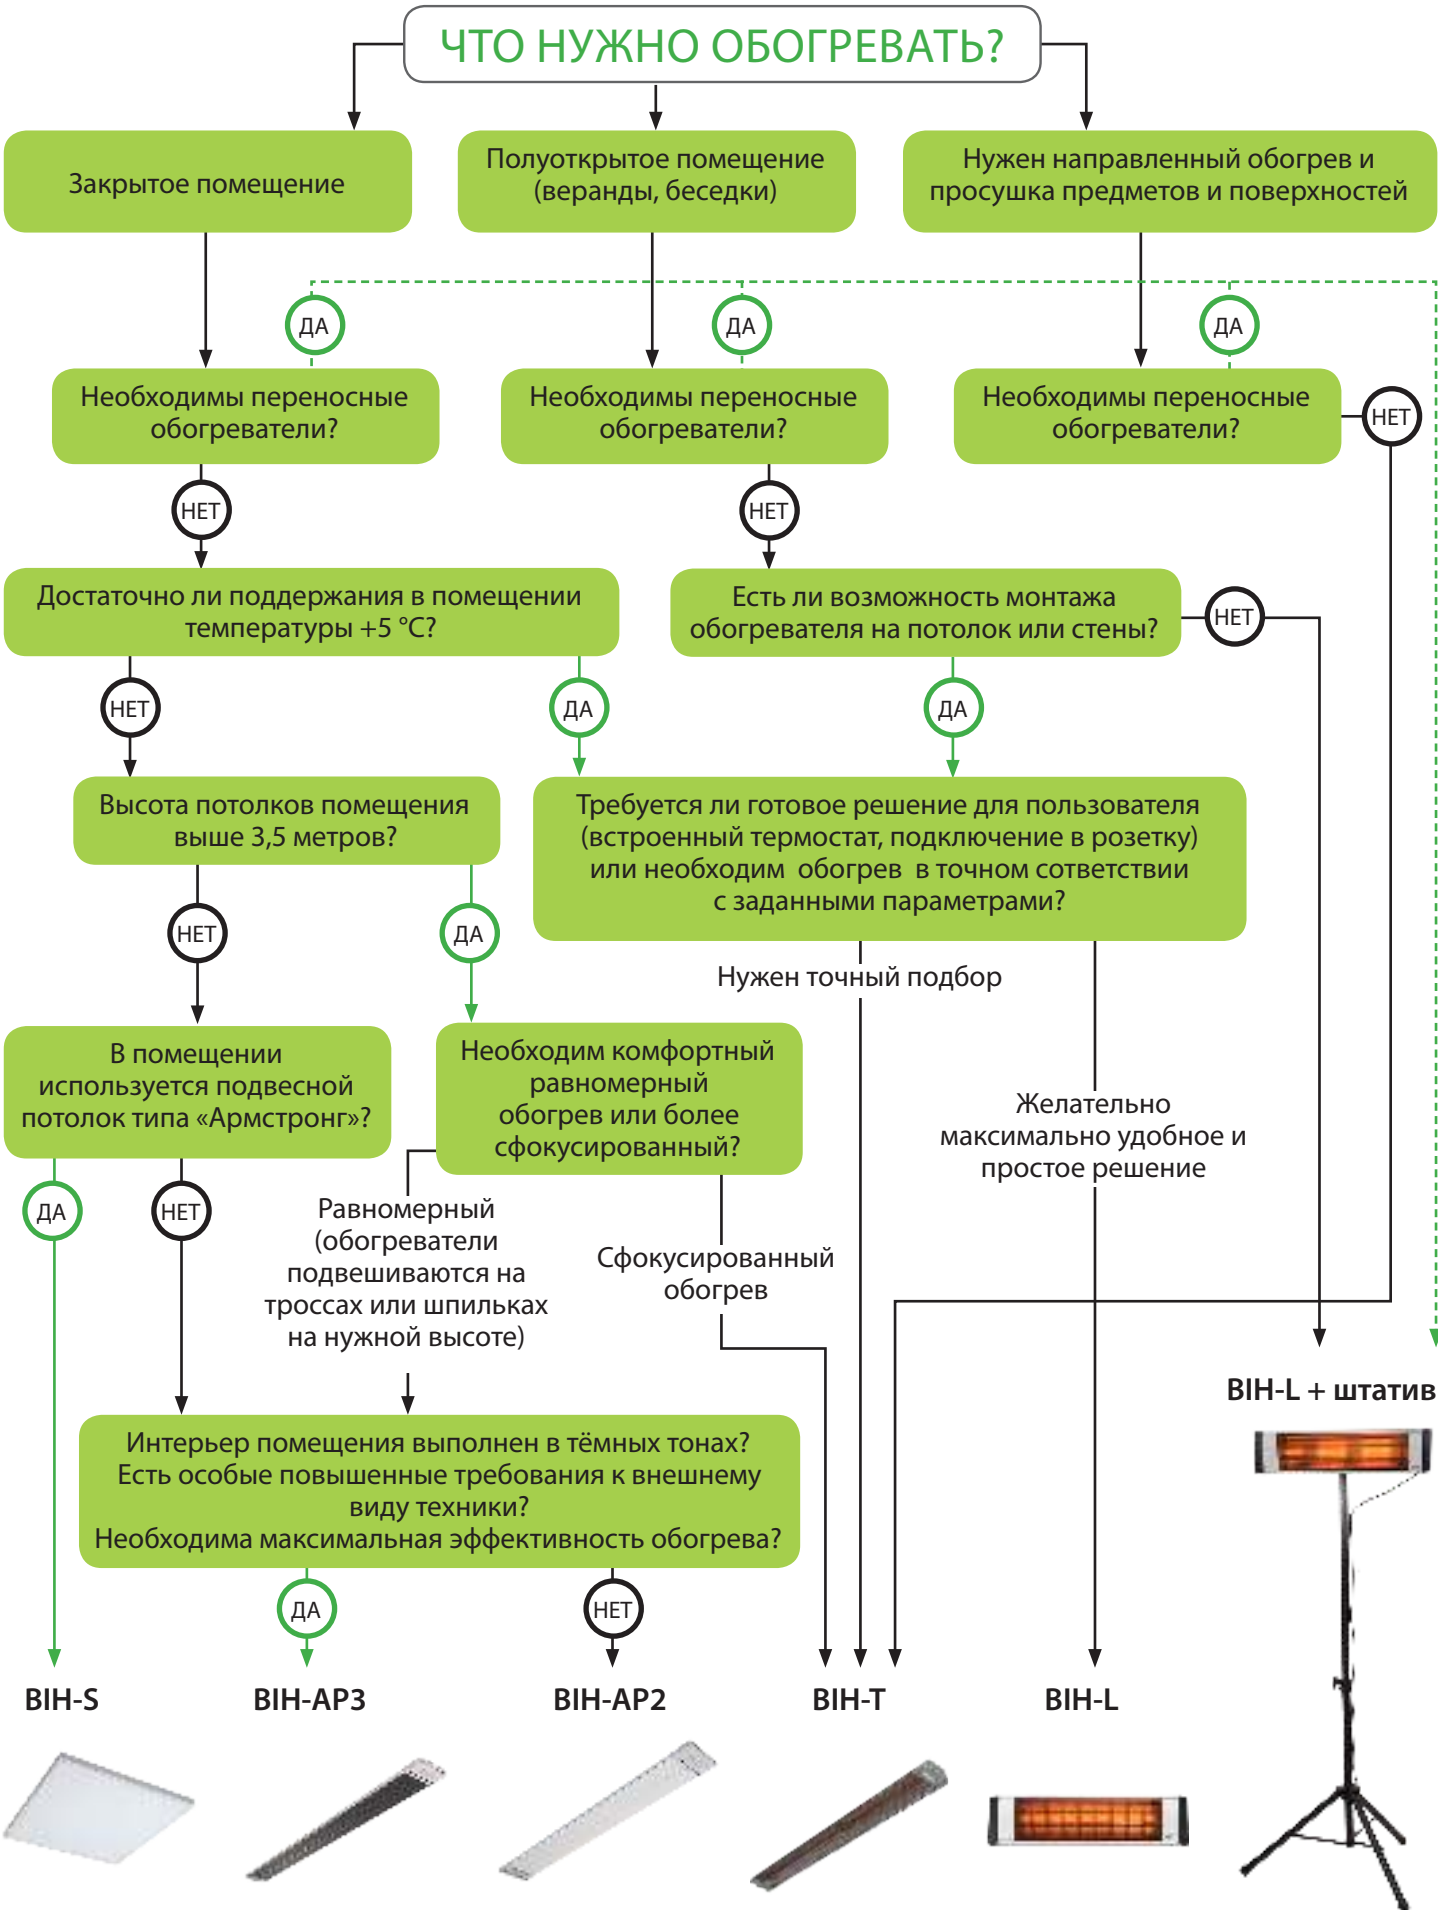 ЧТО НУЖНО ОБОГРЕВАТЬ?
Закрытое помещение
Полуоткрытое помещение
(веранды, беседки)
Нужен направленный обогрев и
просушка предметов и поверхностей
ДА
ДА
ДА
Необходимы переносные
обогреватели?
Необходимы переносные
обогреватели?
Необходимы переносные
обогреватели?
НЕТ
НЕТ
НЕТ
Достаточно ли поддержания в помещении
температуры +5 °С?
Есть ли возможность монтажа
обогревателя на потолок или стены?
НЕТ
НЕТ
ДА
ДА
Высота потолков помещения
выше 3,5 метров?
Требуется ли готовое решение для пользователя
(встроенный термостат, подключение в розетку)
или необходим обогрев в точном сответствии
с заданными параметрами?
НЕТ
ДА
Нужен точный подбор
В помещении
используется подвесной
потолок типа «Армстронг»?
Необходим комфортный
равномерный
обогрев или более
сфокусированный?
Желательно
максимально удобное и
простое решение
ДА
НЕТ
Равномерный
(обогреватели
подвешиваются на
троссах или шпильках
на нужной высоте)
Сфокусированный
обогрев
BIH-L + штатив
Интерьер помещения выполнен в тёмных тонах?
Есть особые повышенные требования к внешнему
виду техники?
Необходима максимальная эффективность обогрева?
ДА
НЕТ
BIH-S
BIH-AP3
BIH-AP2
BIH-T
BIH-L